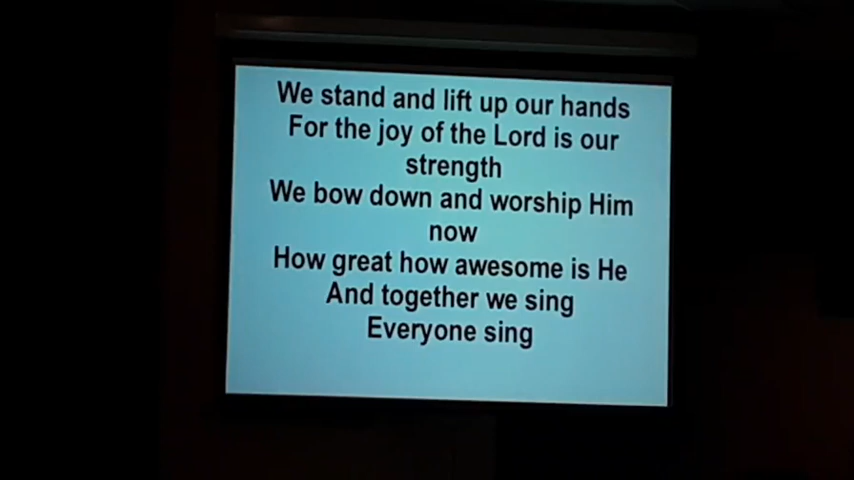 We stand and lift up our hands
For the joy of the Lord is our
strength
We bow down and worship Him
now
How great how awesome is He
And together we sing
Everyone sing